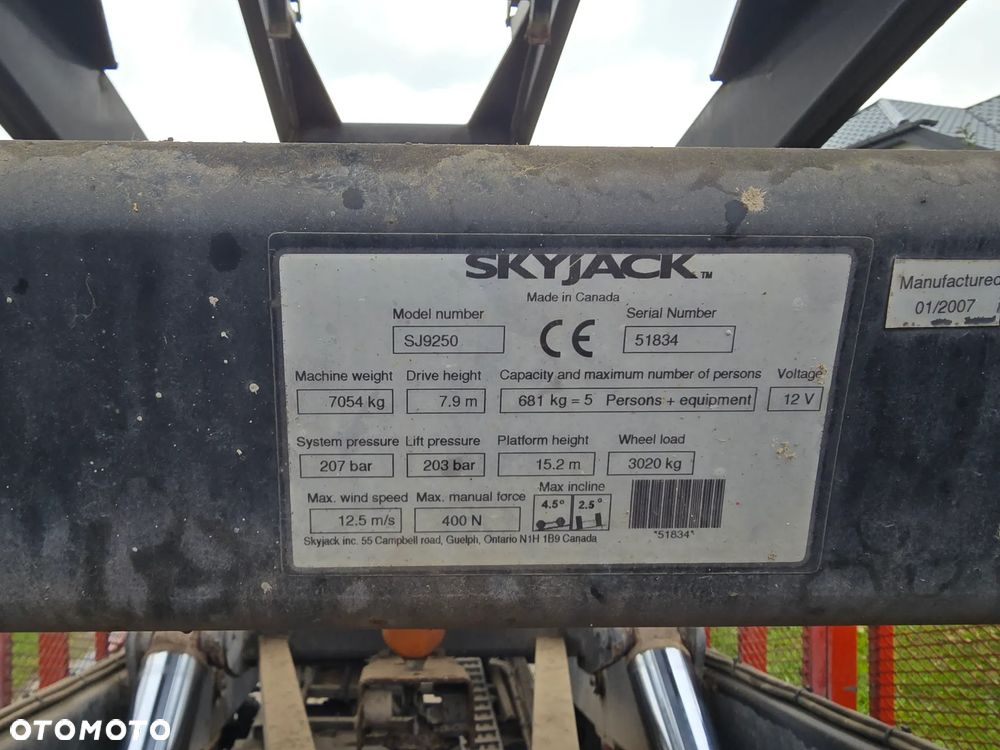 SKYJACK™
Made in Canada
Model number
SJ9250
CE
Serial Number
51834
Manufactured
01/2007
Machine weight Drive height Capacity and maximum number of persons Voltage
7054 kg 7.9 m 681 kg = 5 Persons + equipment 12 V
System pressure Lift pressure Platform height Wheel load
207 bar 203 bar 15.2 m 3020 kg
Max. wind speed Max. manual force Max incline
12.5 m/s 400 N 4.5° 2.5°
*51834*
Skyjack inc. 55 Campbell road, Guelph, Ontario N1H 1B9 Canada
OTOMOTO